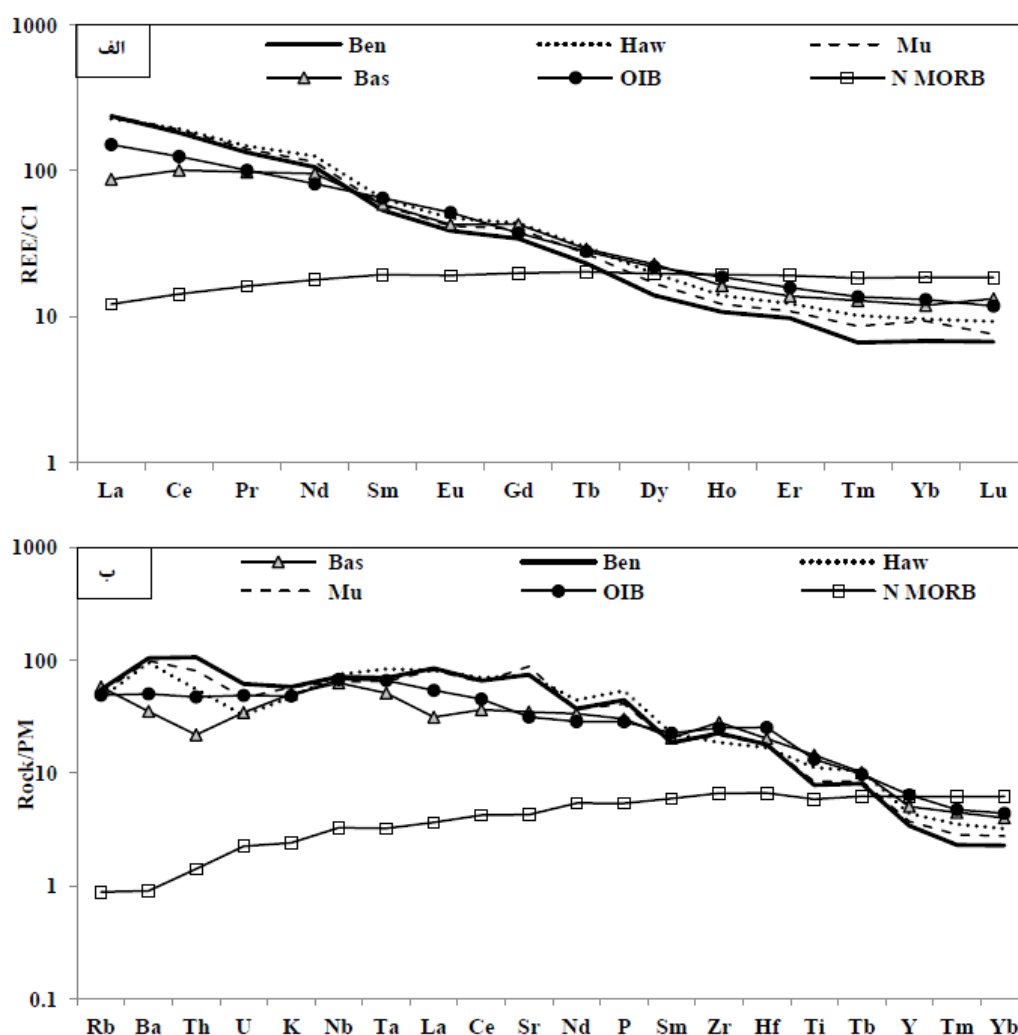 1000
الف
Ben
Haw
Mu
Bas
OIB
N MORB
100
10
1
REE/C1
La Ce Pr Nd Sm Eu Gd Tb Dy Ho Er Tm Yb Lu
1000
ب
Bas
Ben
Haw
Mu
OIB
N MORB
100
10
1
0.1
Rock/PM
Rb Ba Th U K Nb Ta La Ce Sr Nd P Sm Zr Hf Ti Tb Y Tm Yb